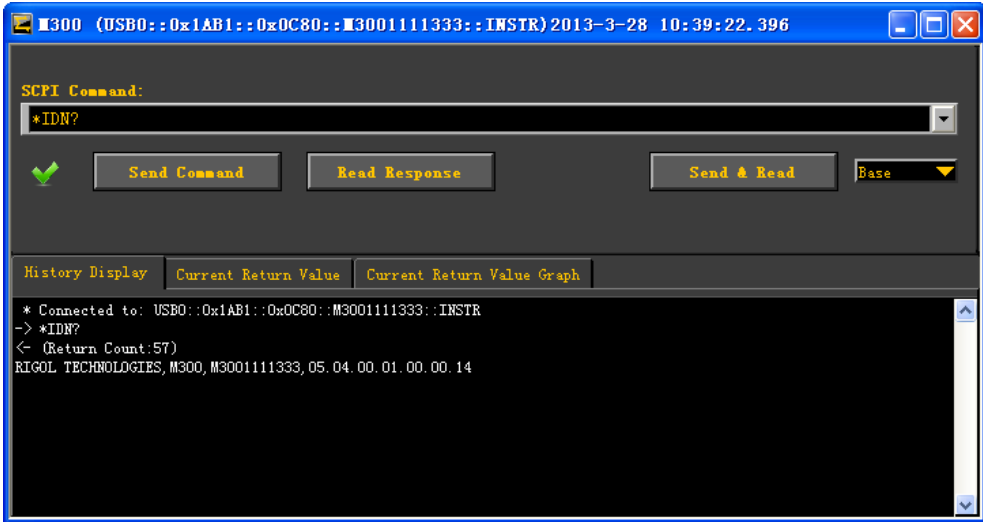 M300 (USB0::0x1AB1::0x0C80::M3001111333::INSTR)2013-3-28 10:39:22.396
SCPI Command:
*IDN?
Send Command
Read Response
Send & Read
Base
History Display
Current Return Value
Current Return Value Graph
* Connected to: USB0::0x1AB1::0x0C80::M3001111333::INSTR
-> *IDN?
<- (Return Count:57)
RIGOL TECHNOLOGIES,M300,M3001111333,05.04.00.01.00.00.14